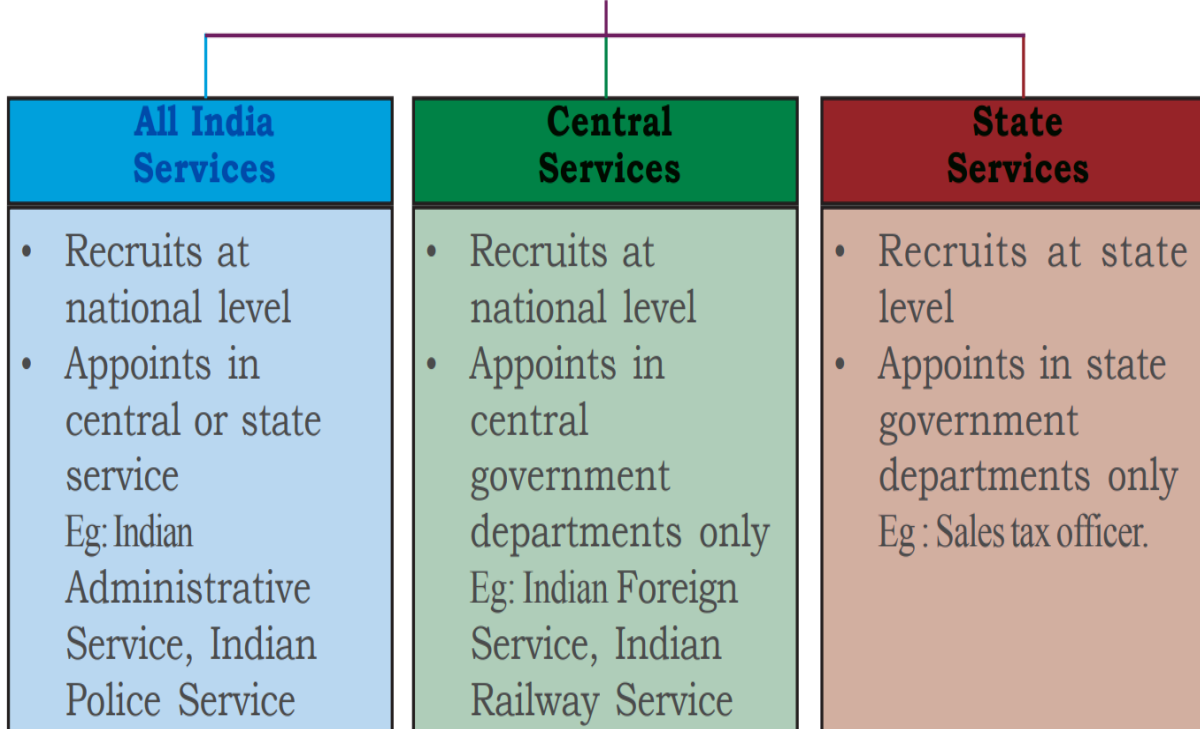 All India
Services
• Recruits at
national level
• Appoints in
central or state
service
Eg: Indian
Administrative
Service, Indian
Police Service
Central
Services
• Recruits at
national level
• Appoints in
central
government
departments only
Eg: Indian Foreign
Service, Indian
Railway Service
State
Services
• Recruits at state
level
• Appoints in state
government
departments only
Eg : Sales tax officer.